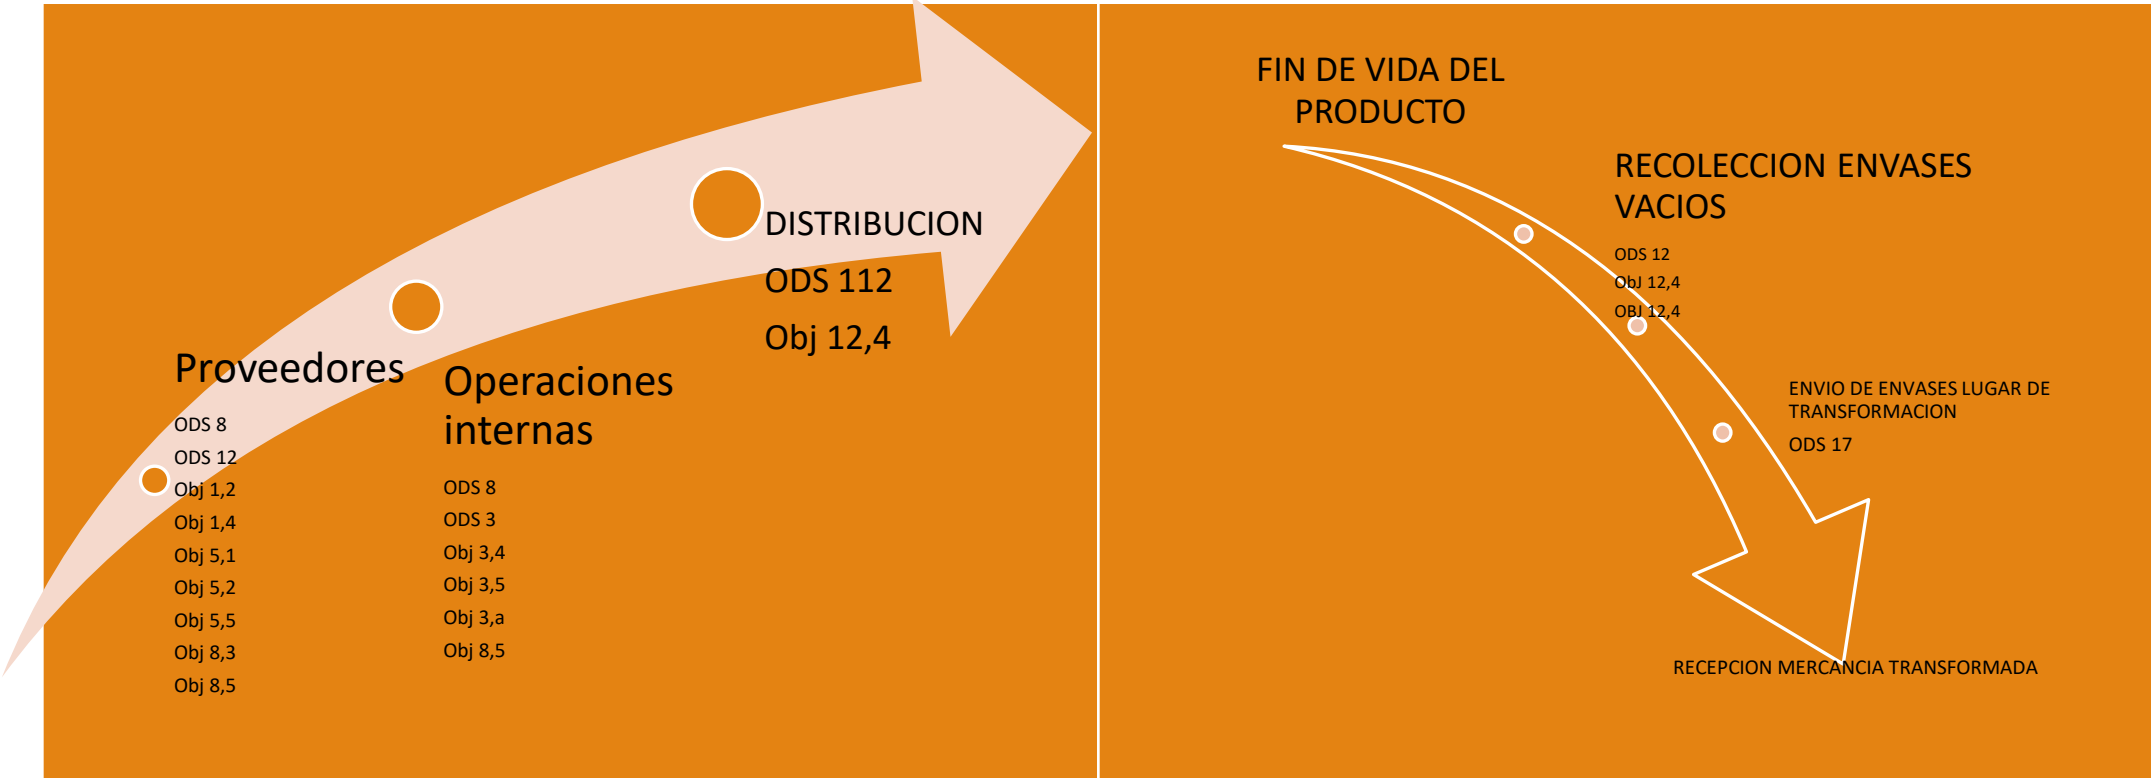 Proveedores
ODS 8
ODS 12
Obj 1,2
Obj 1,4
Obj 5,1
Obj 5,2
Obj 5,5
Obj 8,3
Obj 8,5
Operaciones
internas
ODS 8
ODS 3
Obj 3,4
Obj 3,5
Obj 3,a
Obj 8,5
DISTRIBUCION
ODS 112
Obj 12,4
FIN DE VIDA DEL
PRODUCTO
RECOLECCION ENVASES
VACIOS
ODS 12
ObJ 12,4
OBJ 12,4
ENVIO DE ENVASES LUGAR DE
TRANSFORMACION
ODS 17
RECEPCION MERCANCIA TRANSFORMADA